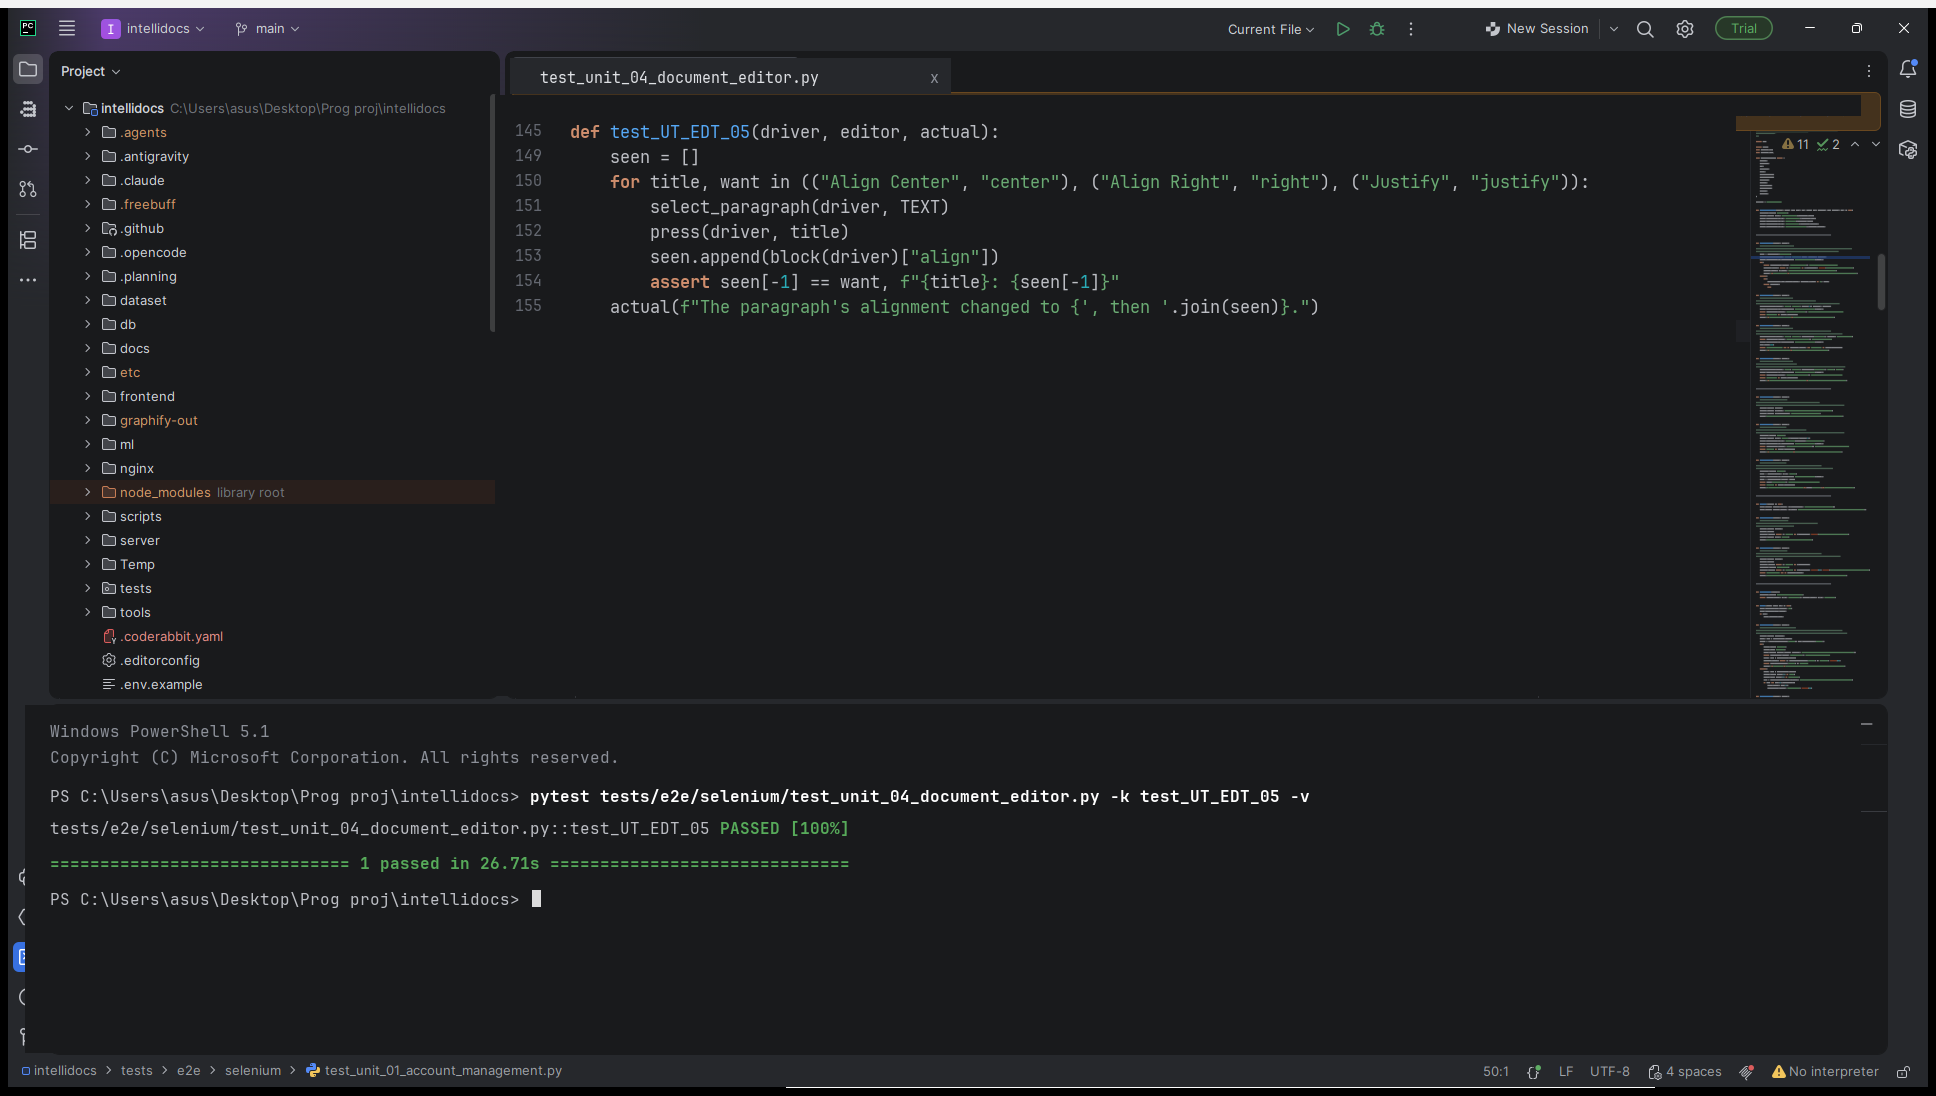 PC
I intellidocs
main
Current File
New Session
Trial
Project
test_unit_04_document_editor.py x
intellidocs C:\Users\asus\Desktop\Prog proj\intellidocs
.agents
.antigravity
.claude
.freebuff
.github
.opencode
.planning
dataset
db
docs
etc
frontend
graphify-out
ml
nginx
node_modules library root
scripts
server
Temp
tests
tools
.coderabbit.yaml
.editorconfig
.env.example
145 def test_UT_EDT_05(driver, editor, actual):
149 seen = []
150 for title, want in (("Align Center", "center"), ("Align Right", "right"), ("Justify", "justify")):
151 select_paragraph(driver, TEXT)
152 press(driver, title)
153 seen.append(block(driver)["align"])
154 assert seen[-1] == want, f"{title}: {seen[-1]}"
155 actual(f"The paragraph's alignment changed to {', then '.join(seen)}.")
11 2
Windows PowerShell 5.1
Copyright (C) Microsoft Corporation. All rights reserved.
PS C:\Users\asus\Desktop\Prog proj\intellidocs> pytest tests/e2e/selenium/test_unit_04_document_editor.py -k test_UT_EDT_05 -v
tests/e2e/selenium/test_unit_04_document_editor.py::test_UT_EDT_05 PASSED [100%]
============================== 1 passed in 26.71s ==============================
PS C:\Users\asus\Desktop\Prog proj\intellidocs>
intellidocs > tests > e2e > selenium > test_unit_01_account_management.py
50:1 LF UTF-8 4 spaces No interpreter